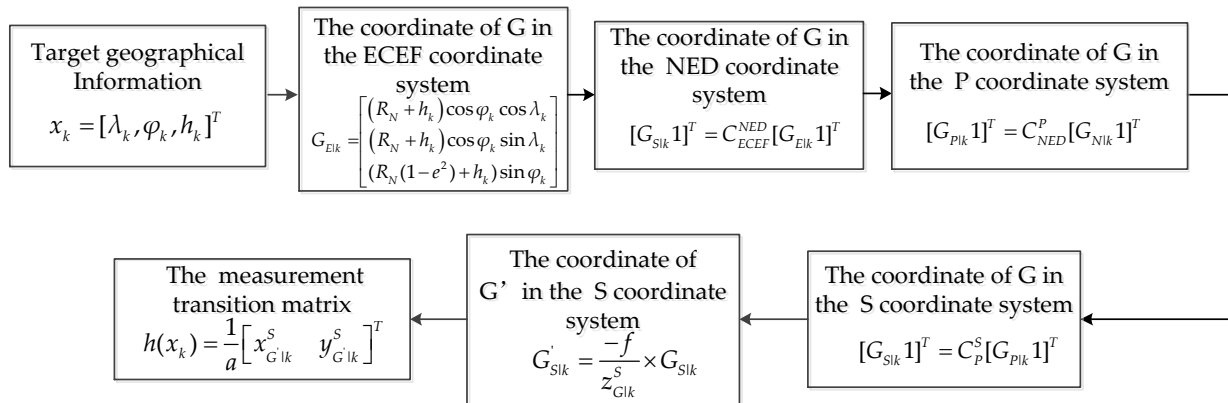 Target geographical
Information
x_k = [λ_k, φ_k, h_k]^T
The coordinate of G in
the ECEF coordinate
system
G_{E|k} = [(R_N + h_k) cos φ_k cos λ_k
(R_N + h_k) cos φ_k sin λ_k
(R_N(1 − e^2) + h_k) sin φ_k]
The coordinate of G in
the NED coordinate
system
[G_{S|k} 1]^T = C_{ECEF}^{NED} [G_{E|k} 1]^T
The coordinate of G in
the P coordinate system
[G_{P|k} 1]^T = C_{NED}^{P} [G_{N|k} 1]^T
The coordinate of G in
the S coordinate system
[G_{S|k} 1]^T = C_P^S [G_{P|k} 1]^T
The coordinate of
G' in the S coordinate
system
G'_{S|k} = \frac{-f}{z_{G|k}^S} × G_{S|k}
The measurement
transition matrix
h(x_k) = \frac{1}{a} [x_{G'|k}^S y_{G'|k}^S]^T